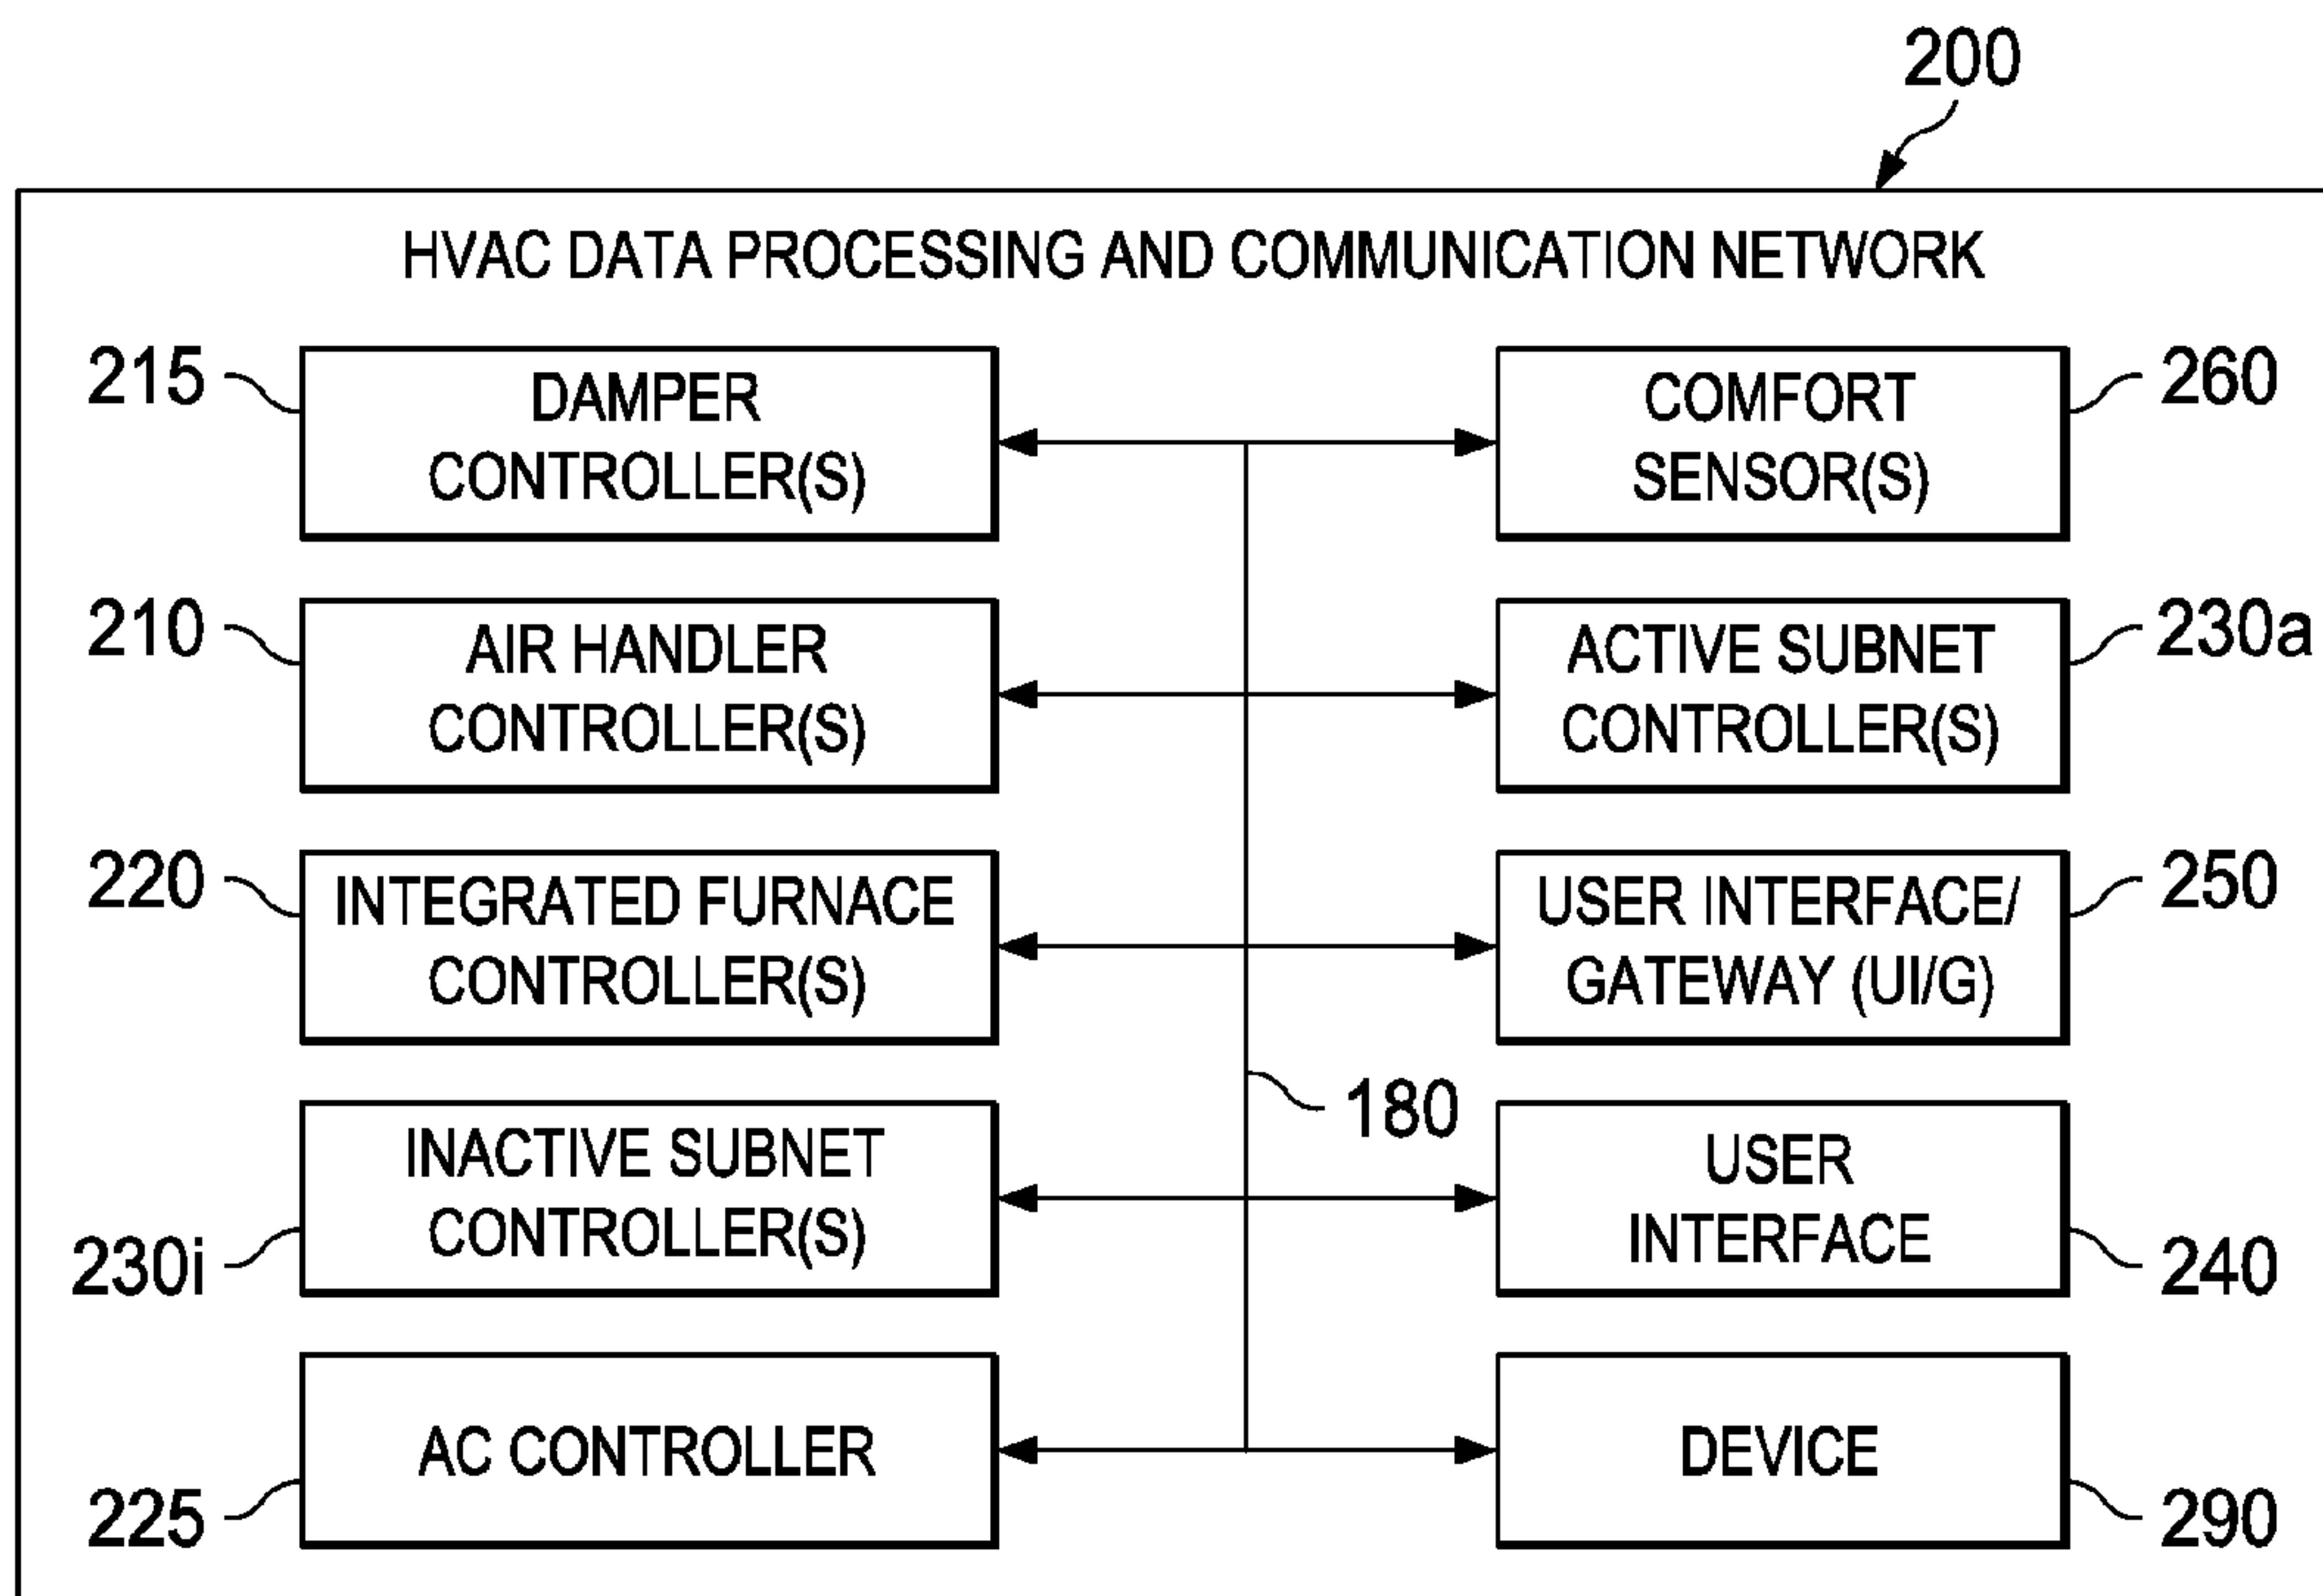 200
HVAC DATA PROCESSING AND COMMUNICATION NETWORK
215
DAMPER
CONTROLLER(S)
COMFORT
SENSOR(S)
260
210
AIR HANDLER
CONTROLLER(S)
ACTIVE SUBNET
CONTROLLER(S)
230a
220
INTEGRATED FURNACE
CONTROLLER(S)
USER INTERFACE/
GATEWAY (UI/G)
250
180
INACTIVE SUBNET
CONTROLLER(S)
230i
USER
INTERFACE
240
AC CONTROLLER
225
DEVICE
290